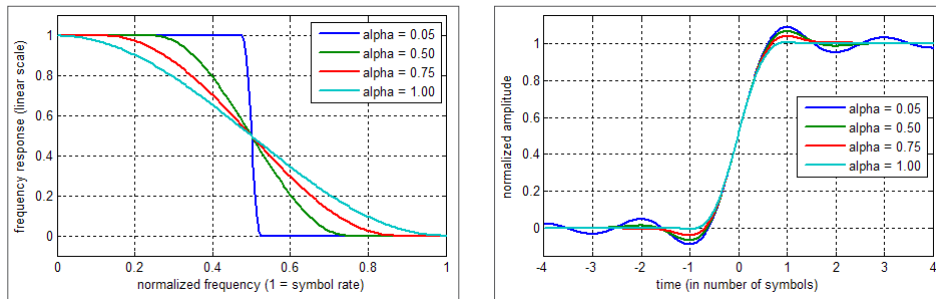 1
0.8
0.6
0.4
0.2
0
0 0.2 0.4 0.6 0.8 1
frequency response (linear scale)
normalized frequency (1 = symbol rate)
alpha = 0.05
alpha = 0.50
alpha = 0.75
alpha = 1.00
1
0.8
0.6
0.4
0.2
0
-4 -3 -2 -1 0 1 2 3 4
normalized amplitude
time (in number of symbols)
alpha = 0.05
alpha = 0.50
alpha = 0.75
alpha = 1.00